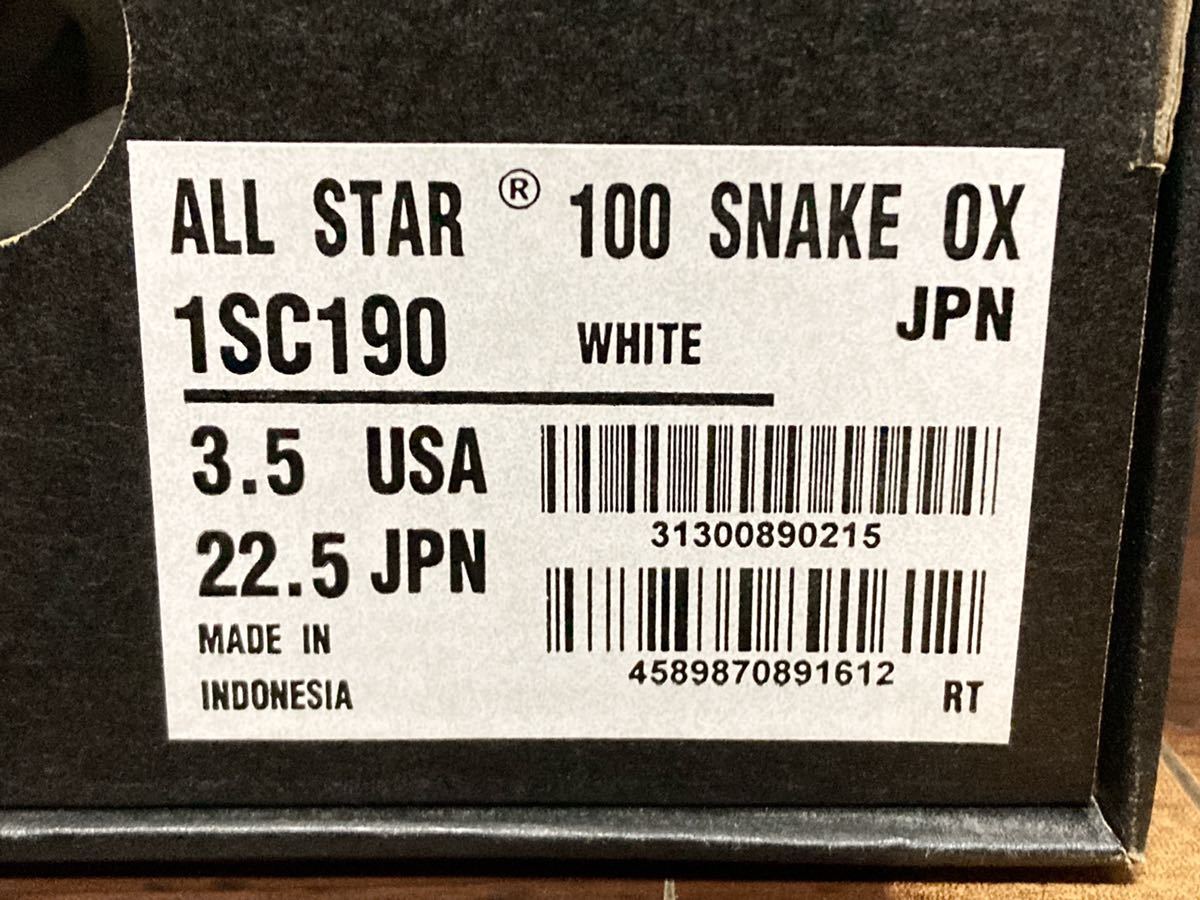 ALL STAR ® 100 SNAKE OX
1SC190 WHITE JPN
3.5 USA
31300890215
22.5 JPN
4589870891612
MADE IN
INDONESIA
RT